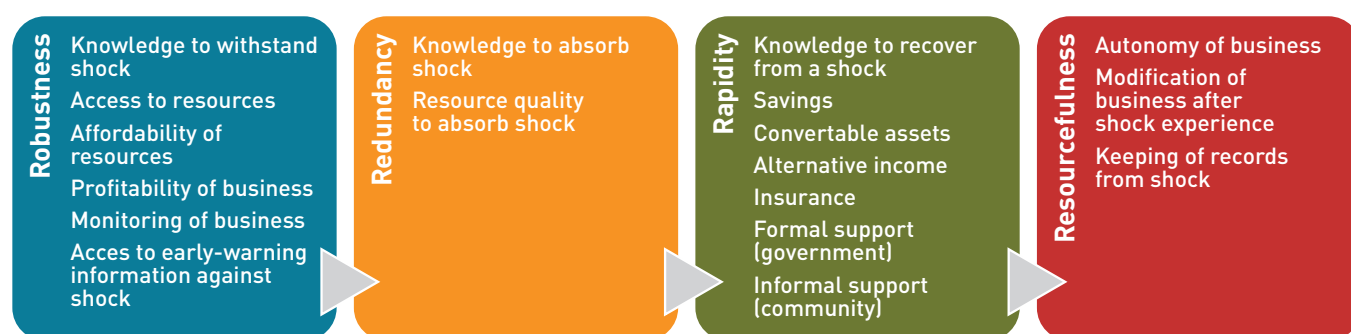 Robustness
Knowledge to withstand
shock
Access to resources
Affordability of
resources
Profitability of business
Monitoring of business
Acces to early-warning
information against
shock
Redundancy
Knowledge to absorb
shock
Resource quality
to absorb shock
Rapidity
Knowledge to recover
from a shock
Savings
Convertable assets
Alternative income
Insurance
Formal support
(government)
Informal support
(community)
Resourcefulness
Autonomy of business
Modification of
business after
shock experience
Keeping of records
from shock